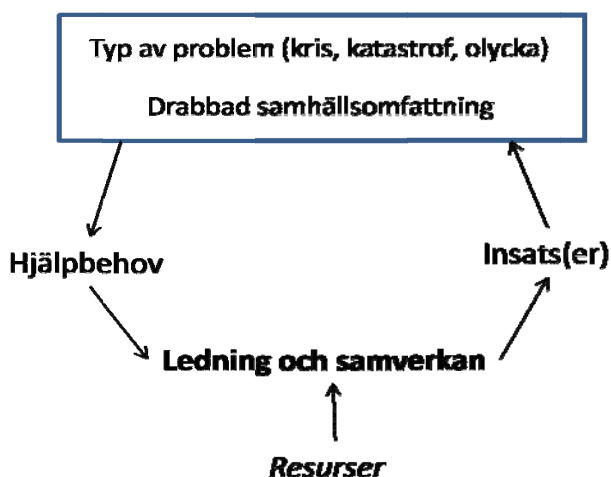 Typ av problem (kris, katastrof, olycka)
Drabbad samhällsomfattning
Hjälpbehov
Insats(er)
Ledning och samverkan
Resurser